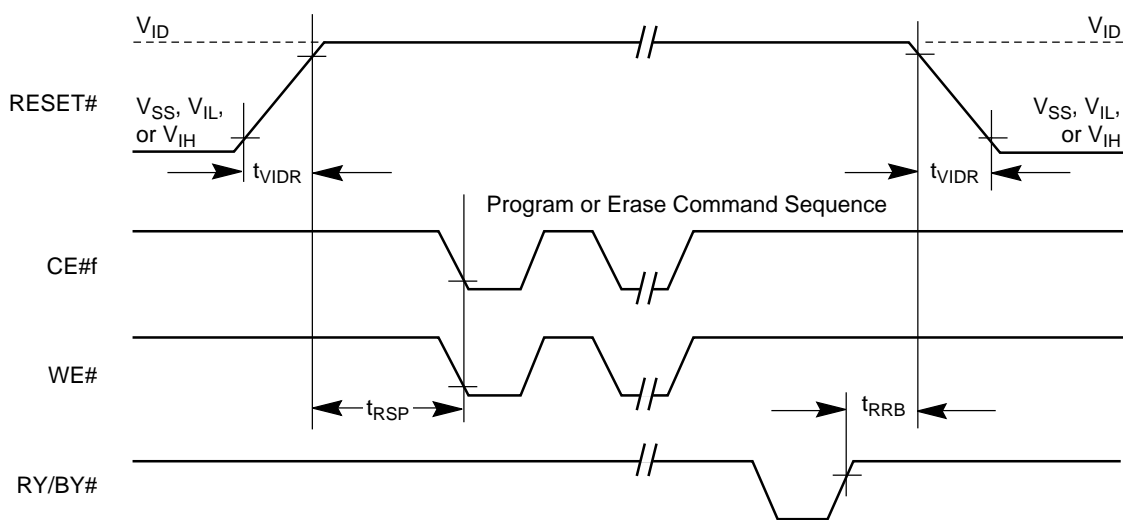 VID
VID
RESET#
VSS, VIL,
or VIH
VSS, VIL,
or VIH
tVIDR
tVIDR
Program or Erase Command Sequence
CE#f
WE#
tRSP
tRRB
RY/BY#